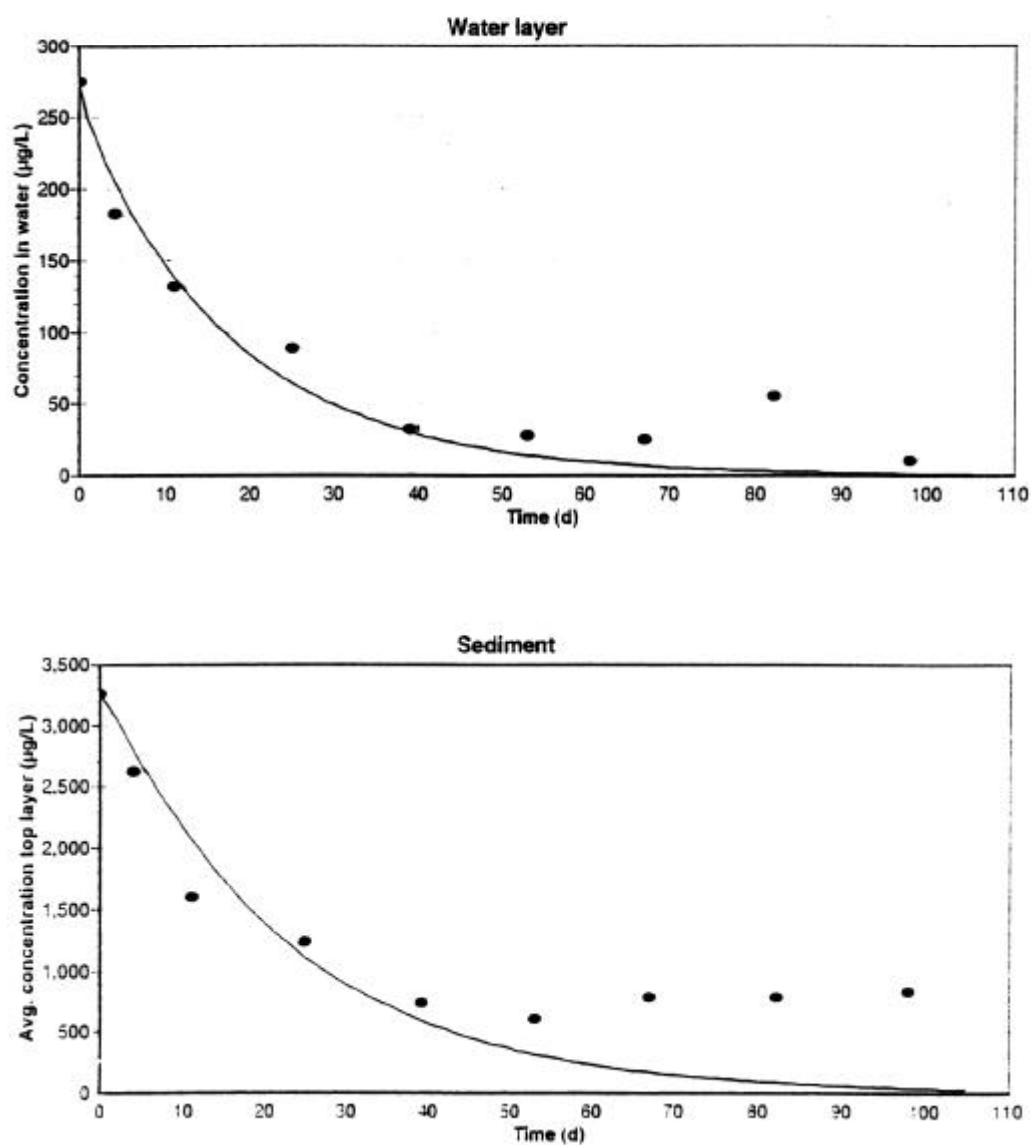 Water layer
Concentration in water (µg/L)
300
250
200
150
100
50
0
0 10 20 30 40 50 60 70 80 90 100 110
Time (d)
Sediment
Avg. concentration top layer (µg/L)
3,500
3,000
2,500
2,000
1,500
1,000
500
0
0 10 20 30 40 50 60 70 80 90 100 110
Time (d)